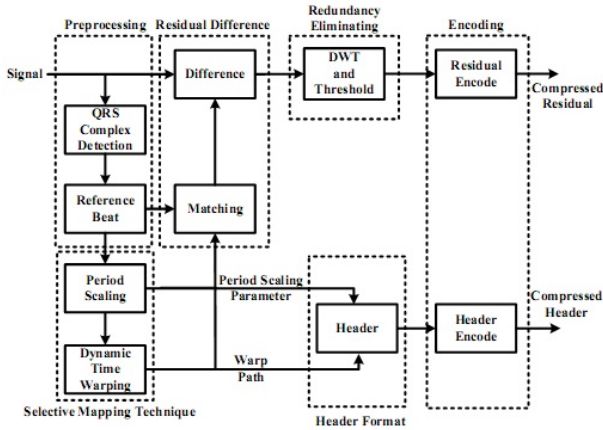 Preprocessing
Residual Difference
Redundancy
Eliminating
Encoding
Signal
Difference
DWT
and
Threshold
Residual
Encode
Compressed
Residual
QRS
Complex
Detection
Reference
Beat
Matching
Period
Scaling
Period Scaling
Parameter
Header
Header
Encode
Compressed
Header
Dynamic
Time
Warping
Warp
Path
Selective Mapping Technique
Header Format